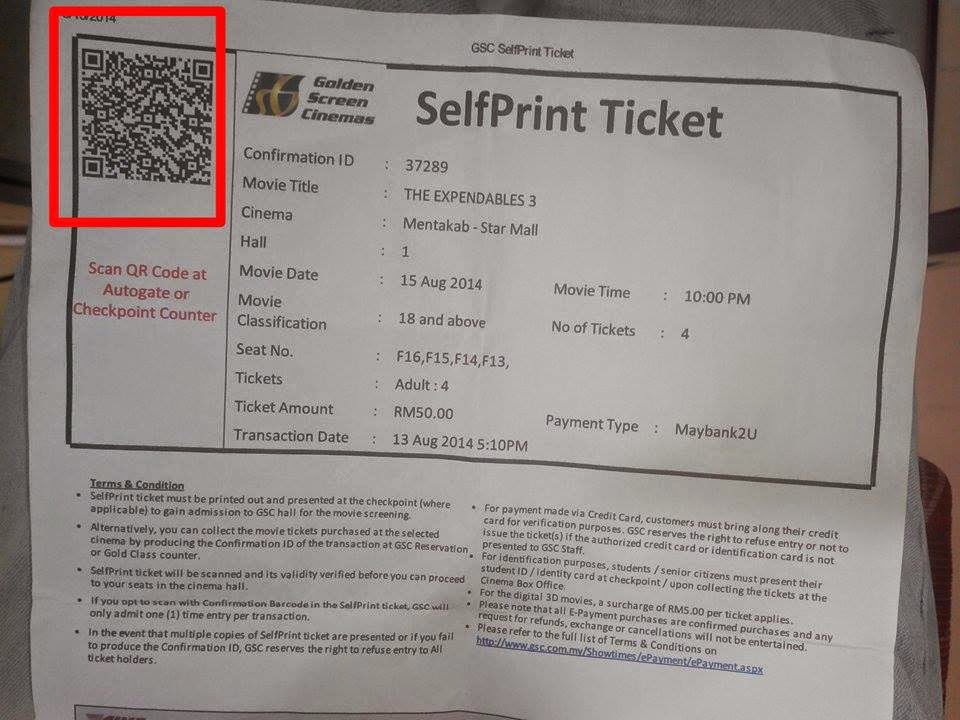 GSC SelfPrint Ticket
Golden
Screen
Cinemas
SelfPrint Ticket
Scan QR Code at
Autogate or
Checkpoint Counter
Confirmation ID : 37289
Movie Title : THE EXPENDABLES 3
Cinema : Mentakab - Star Mall
Hall : 1
Movie Date : 15 Aug 2014 Movie Time : 10:00 PM
Movie
Classification : 18 and above No of Tickets : 4
Seat No. : F16,F15,F14,F13,
Tickets : Adult : 4
Ticket Amount : RM50.00 Payment Type : Maybank2U
Transaction Date : 13 Aug 2014 5:10PM
Terms & Condition
• SelfPrint ticket must be printed out and presented at the checkpoint (where
applicable) to gain admission to GSC hall for the movie screening.
• Alternatively, you can collect the movie tickets purchased at the selected
cinema by producing the Confirmation ID of the transaction at GSC Reservation
or Gold Class counter.
• SelfPrint ticket will be scanned and its validity verified before you can proceed
to your seats in the cinema hall.
• If you opt to scan with Confirmation Barcode in the SelfPrint ticket, GSC will
only admit one (1) time entry per transaction.
• In the event that multiple copies of SelfPrint ticket are presented or if you fail
to produce the Confirmation ID, GSC reserves the right to refuse entry to All
ticket holders.
• For payment made via Credit Card, customers must bring along their credit
card for verification purposes. GSC reserves the right to refuse entry or not to
issue the ticket(s) if the authorized credit card or identification card is not
presented to GSC Staff.
• For identification purposes, students / senior citizens must present their
student ID / identity card at checkpoint / upon collecting the tickets at the
Cinema Box Office.
• For the digital 3D movies, a surcharge of RM5.00 per ticket applies.
• Please note that all E-Payment purchases are confirmed purchases and any
request for refunds, exchange or cancellations will not be entertained.
• Please refer to the full list of Terms & Conditions on
http://www.gsc.com.my/Showtimes/ePayment/ePayment.aspx